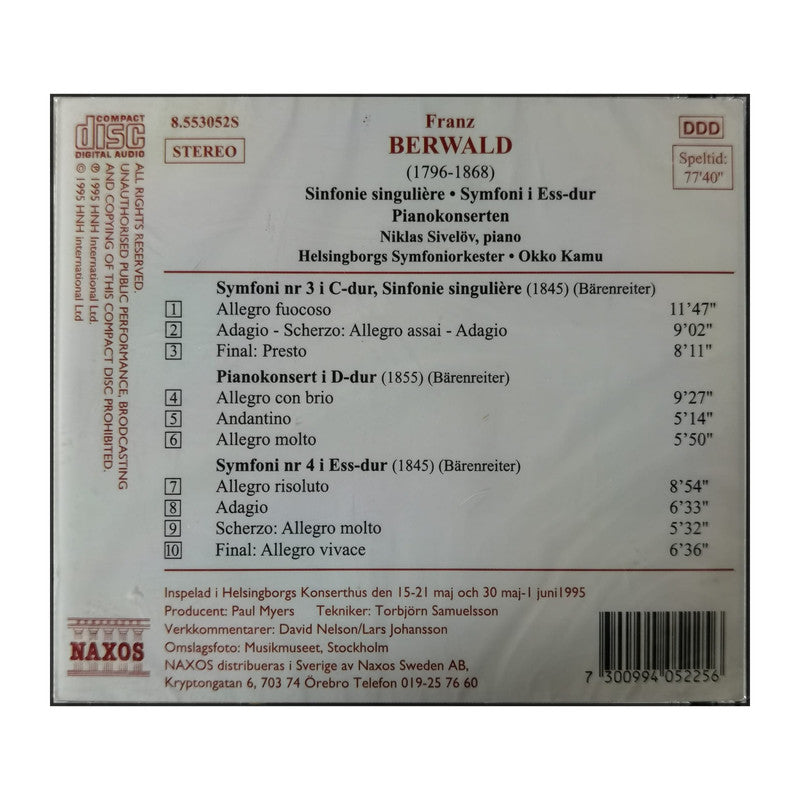 COMPACT
disc
DIGITAL AUDIO
8.553052S
STEREO
Franz
BERWALD
(1796-1868)
Sinfonie singulière • Symfoni i Ess-dur
Pianokonserten
Niklas Sivelöv, piano
Helsingborgs Symfoniorkester • Okko Kamu
DDD
Speltid:
77'40"
ALL RIGHTS RESERVED.
UNAUTHORISED PUBLIC PERFORMANCE, BRODCASTING
AND COPYING OF THIS COMPACT DISC PROHIBITED.
℗ 1995 HNH International Ltd.
© 1995 HNH International Ltd
Symfoni nr 3 i C-dur, Sinfonie singulière (1845) (Bärenreiter)
1 Allegro fuocoso 11'47"
2 Adagio - Scherzo: Allegro assai - Adagio 9'02"
3 Final: Presto 8'11"
Pianokonsert i D-dur (1855) (Bärenreiter)
4 Allegro con brio 9'27"
5 Andantino 5'14"
6 Allegro molto 5'50"
Symfoni nr 4 i Ess-dur (1845) (Bärenreiter)
7 Allegro risoluto 8'54"
8 Adagio 6'33"
9 Scherzo: Allegro molto 5'32"
10 Final: Allegro vivace 6'36"
Inspelad i Helsingborgs Konserthus den 15-21 maj och 30 maj-1 juni1995
Producent: Paul Myers Tekniker: Torbjörn Samuelsson
Verkkommentarer: David Nelson/Lars Johansson
Omslagsfoto: Musikmuseet, Stockholm
NAXOS distribueras i Sverige av Naxos Sweden AB,
Kryptongatan 6, 703 74 Örebro Telefon 019-25 76 60
NAXOS
7 300994 052256